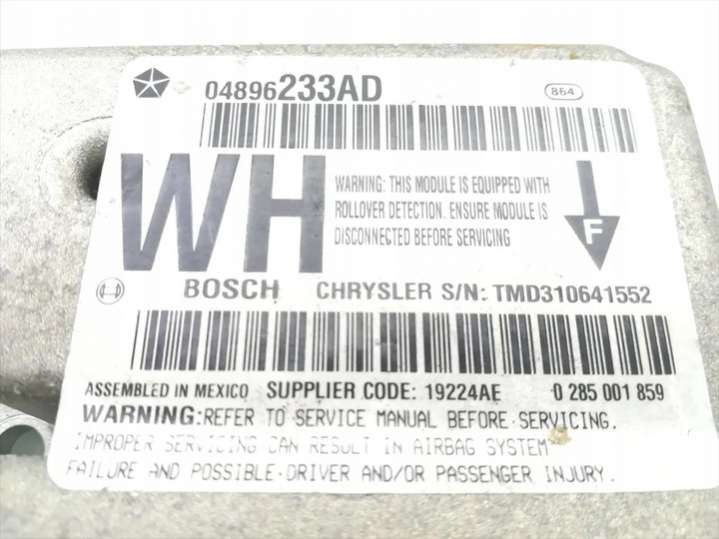 04896233AD
864
WH
WARNING: THIS MODULE IS EQUIPPED WITH
ROLLOVER DETECTION. ENSURE MODULE IS
DISCONNECTED BEFORE SERVICING
F
BOSCH CHRYSLER S/N: TMD310641552
ASSEMBLED IN MEXICO SUPPLIER CODE: 19224AE 0 285 001 859
WARNING: REFER TO SERVICE MANUAL BEFORE SERVICING.
IMPROPER SERVICING CAN RESULT IN AIRBAG SYSTEM
FAILURE AND POSSIBLE DRIVER AND/OR PASSENGER INJURY.